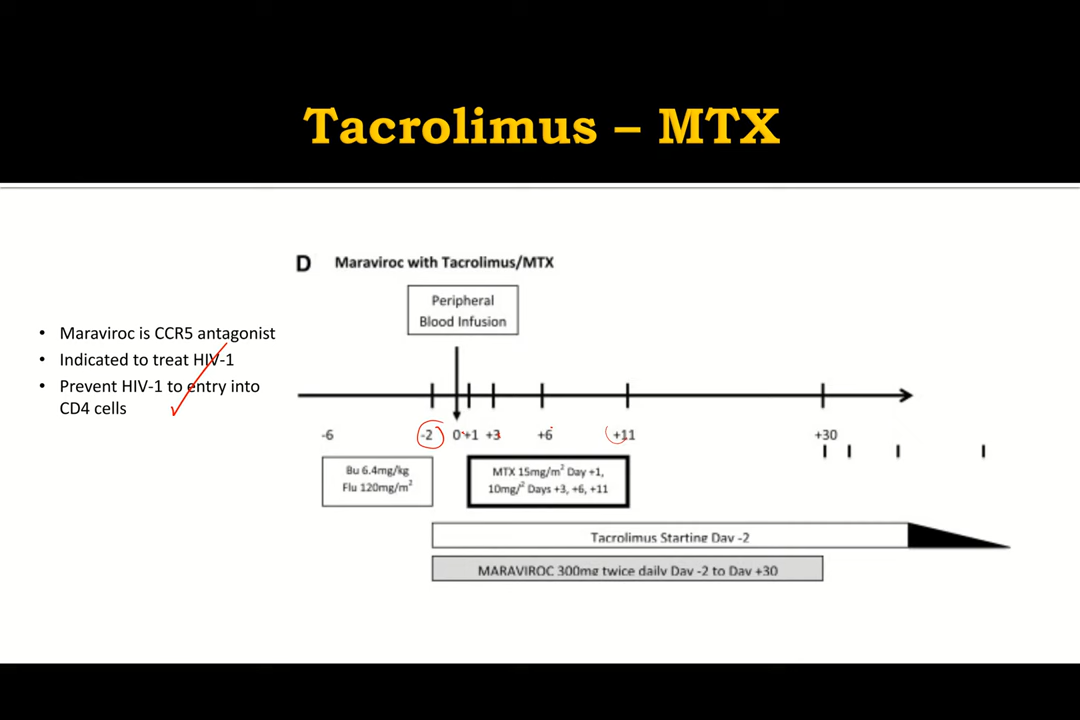 Tacrolimus – MTX
D Maraviroc with Tacrolimus/MTX
Peripheral
Blood Infusion
• Maraviroc is CCR5 antagonist
• Indicated to treat HIV-1
• Prevent HIV-1 to entry into
CD4 cells
-6 -2 0 +1 +3 +6 +11 +30
Bu 6.4mg/kg
Flu 120mg/m²
MTX 15mg/m² Day +1,
10mg/² Days +3, +6, +11
Tacrolimus Starting Day -2
MARAVIROC 300mg twice daily Day -2 to Day +30